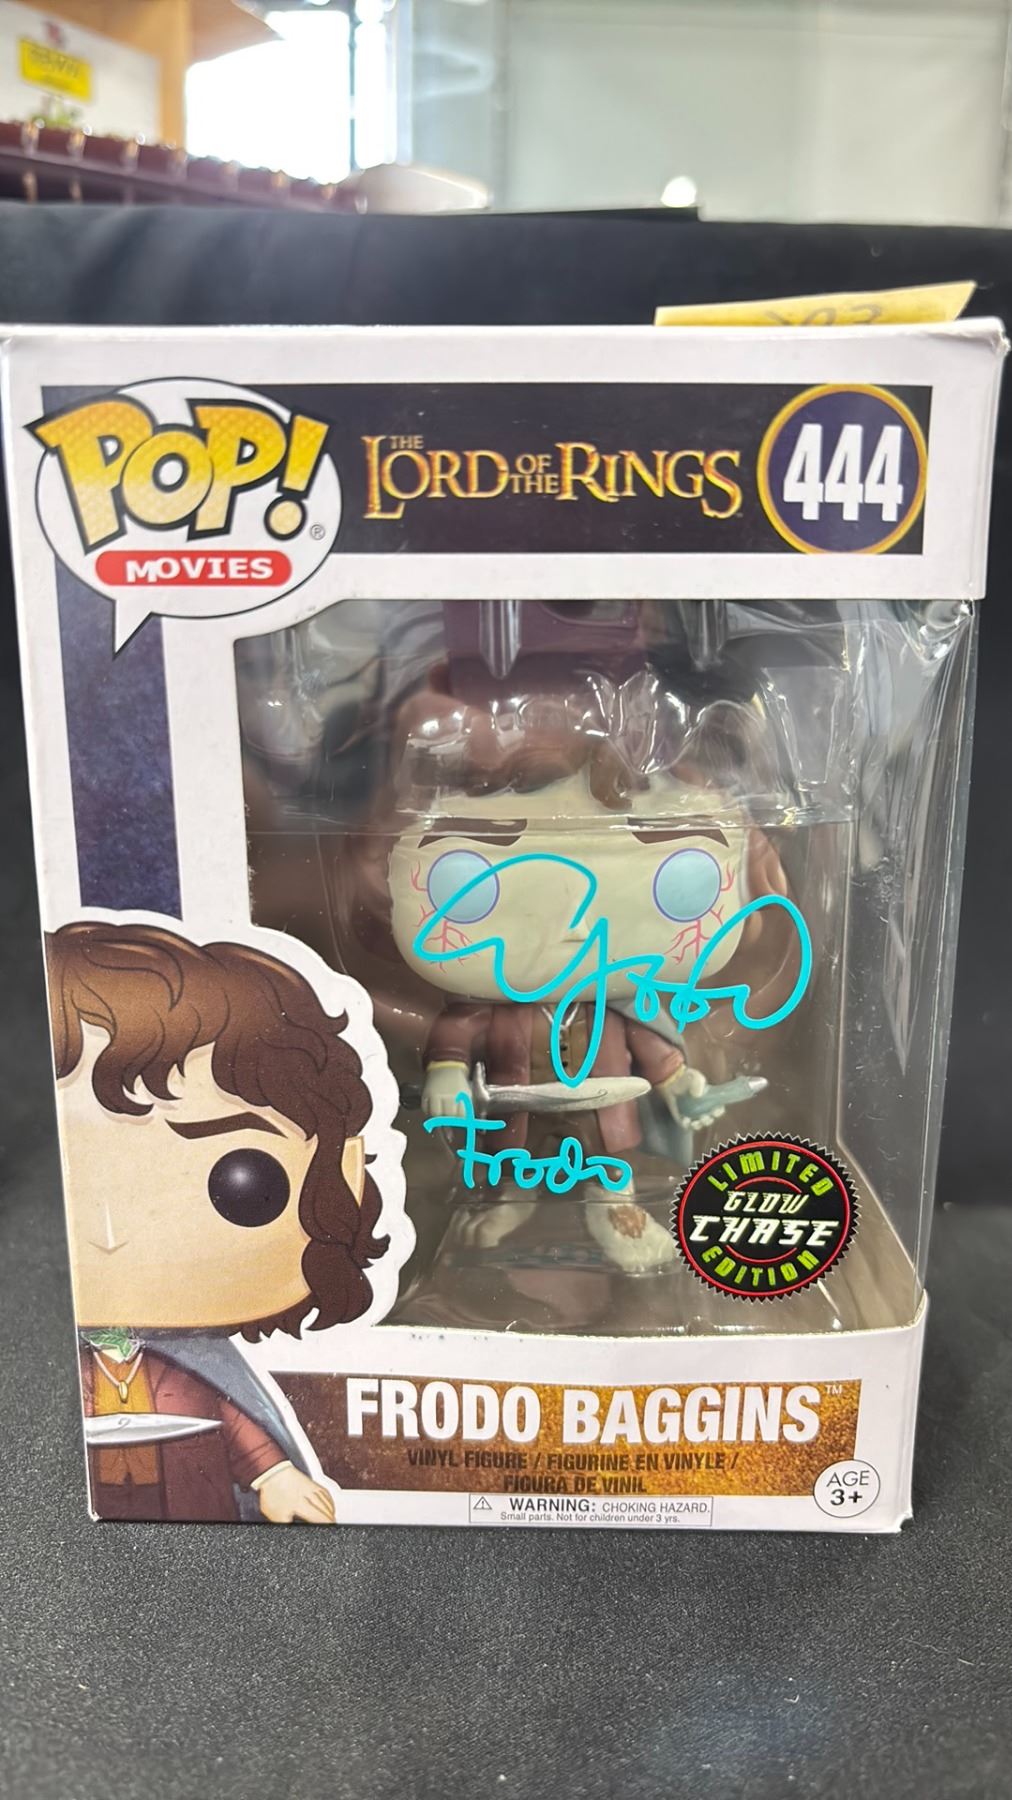 POP!®
MOVIES
THE LORD OF THE RINGS
444
Frodo
LIMITED
GLOW
CHASE
EDITION
FRODO BAGGINS™
VINYL FIGURE / FIGURINE EN VINYLE /
FIGURA DE VINIL
WARNING: CHOKING HAZARD.
Small parts. Not for children under 3 yrs.
AGE
3+